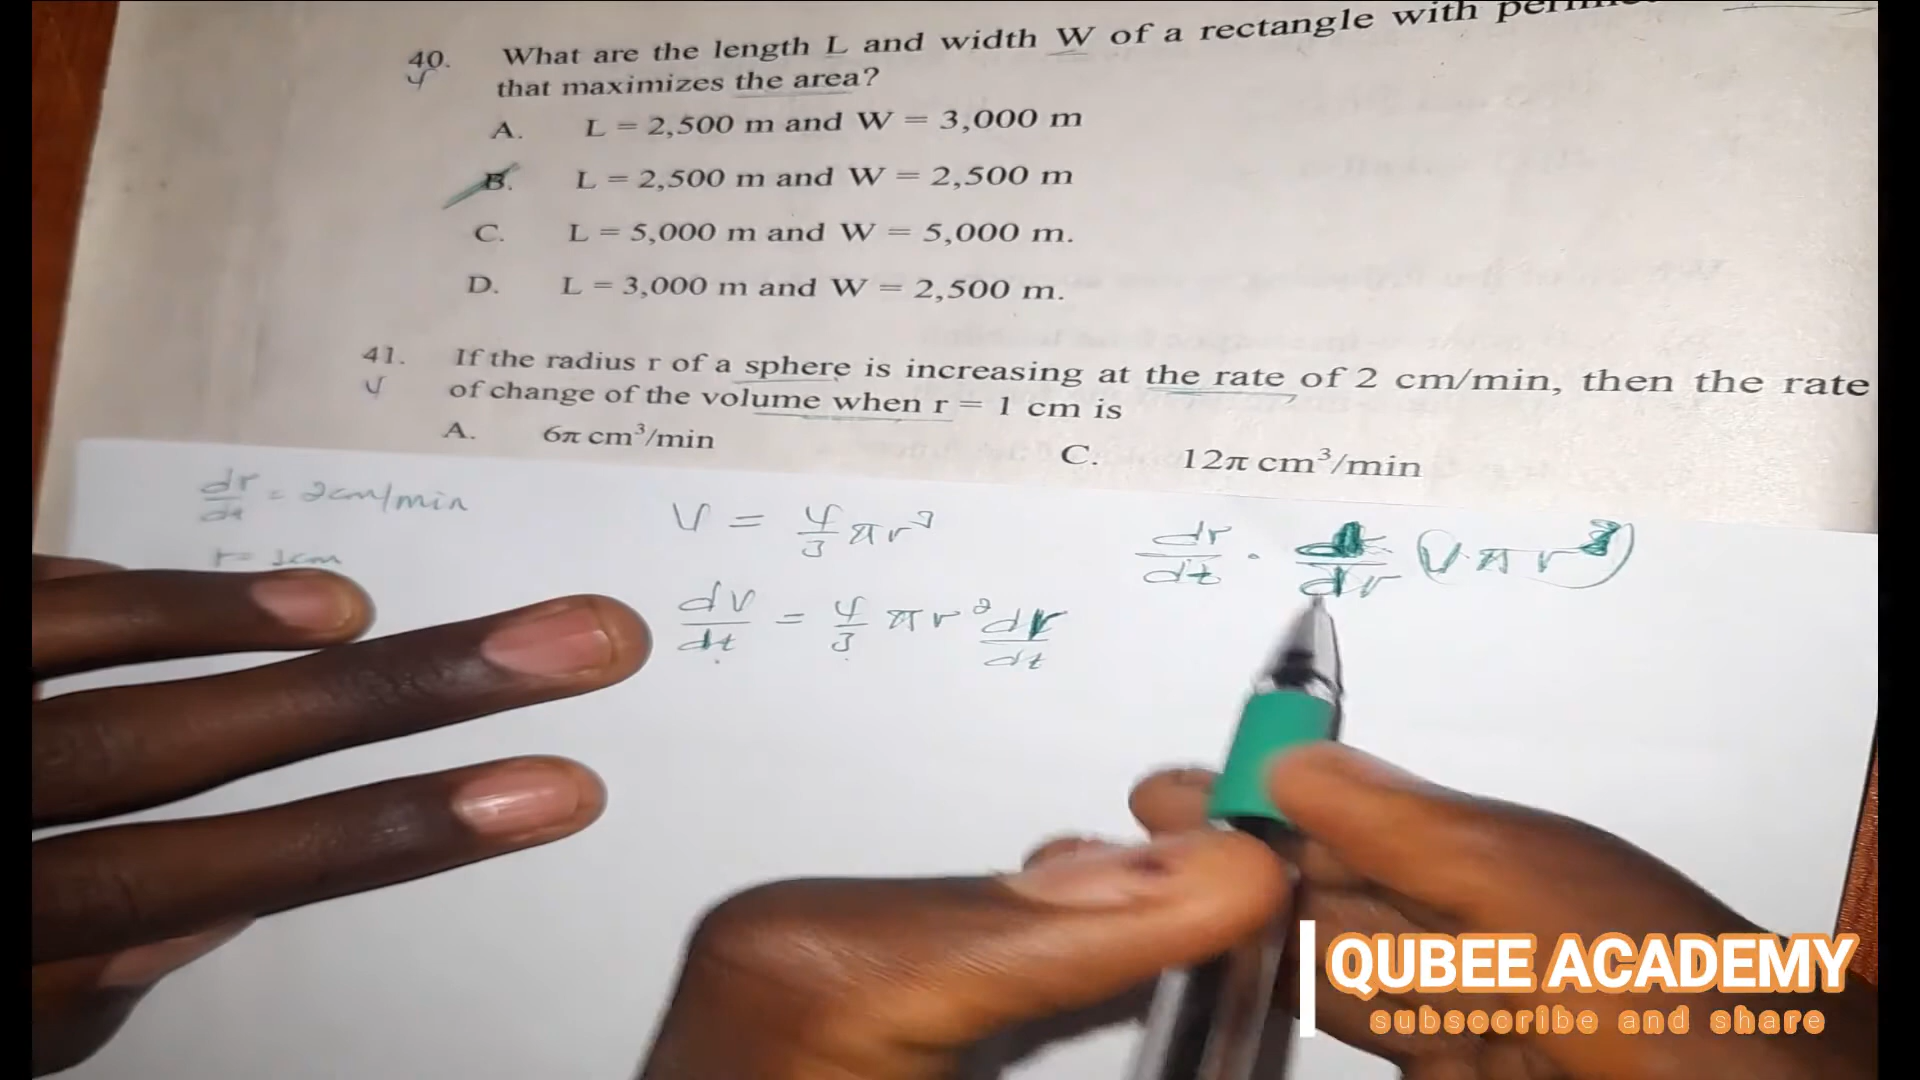 40. What are the length L and width W of a rectangle with
that maximizes the area?
A. L = 2,500 m and W = 3,000 m
B. L = 2,500 m and W = 2,500 m
C. L = 5,000 m and W = 5,000 m.
D. L = 3,000 m and W = 2,500 m.
41. If the radius r of a sphere is increasing at the rate of 2 cm/min, then the rate
of change of the volume when r = 1 cm is
A. 6π cm³/min
C. 12π cm³/min
dr/dt = 2cm/min
r = 1cm
V = 4/3 πr³
dv/dt = 4/3 πr² dr/dt
dr/dt ·
QUBEE ACADEMY
subsccribe and share